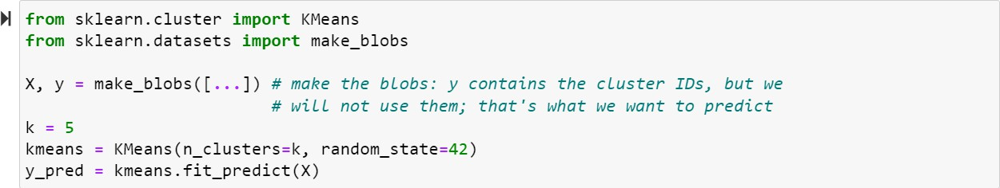 from sklearn.cluster import KMeans
from sklearn.datasets import make_blobs
X, y = make_blobs([...]) # make the blobs: y contains the cluster IDs, but we
# will not use them; that's what we want to predict
k = 5
kmeans = KMeans(n_clusters=k, random_state=42)
y_pred = kmeans.fit_predict(X)